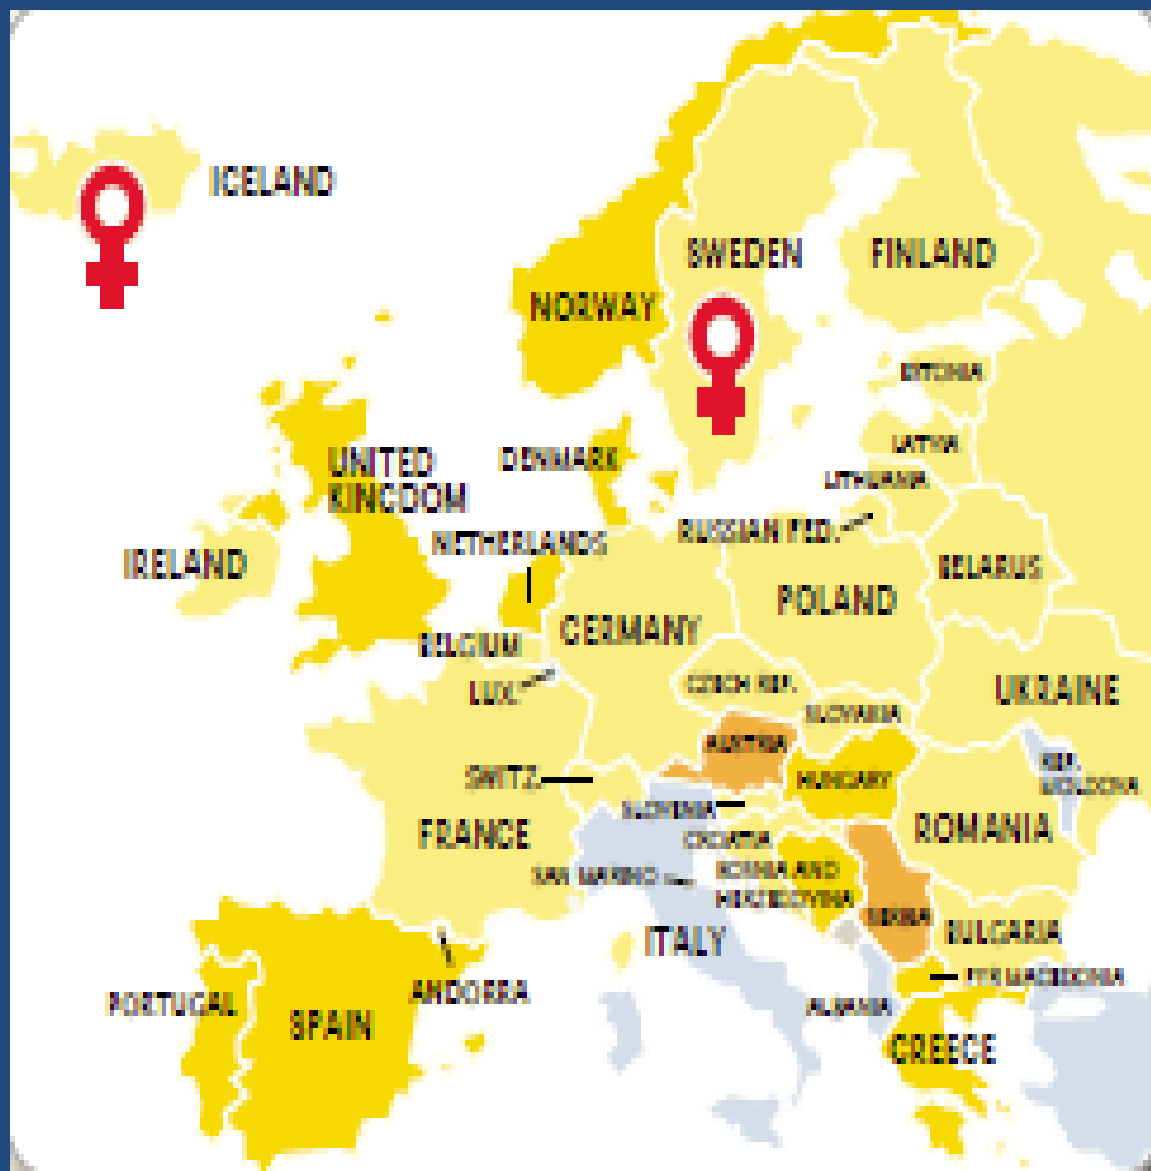 ICELAND
SWEDEN
FINLAND
NORWAY
ESTONIA
LATVIA
DENMARK
UNITED
KINGDOM
LITHUANIA
RUSSIAN FED.
NETHERLANDS
IRELAND
BELARUS
POLAND
GERMANY
BELGIUM
LUX.
CZECH REP.
UKRAINE
SLOVAKIA
AUSTRIA
SWITZ.
HUNGARY
REP.
MOLDOVA
SLOVENIA
FRANCE
CROATIA
ROMANIA
SAN MARINO
BOSNIA AND
HERZEGOVINA
SERBIA
BULGARIA
ITALY
ANDORRA
FYR MACEDONIA
PORTUGAL
SPAIN
ALBANIA
GREECE